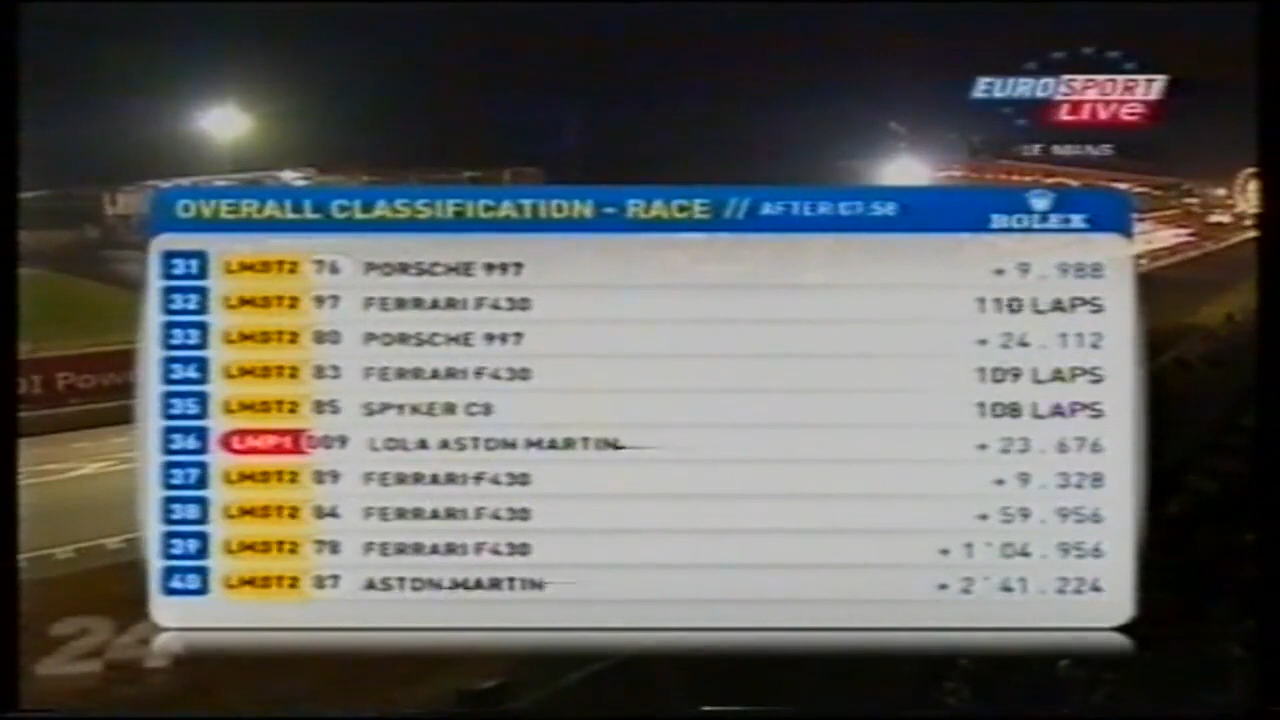 EUROSPORT
LIVE
LE MANS
OVERALL CLASSIFICATION - RACE // AFTER 07:58
ROLEX
31 LMGT2 76 PORSCHE 997 + 9.988
32 LMGT2 97 FERRARI F430 110 LAPS
33 LMGT2 80 PORSCHE 997 + 24.112
34 LMGT2 83 FERRARI F430 109 LAPS
35 LMGT2 85 SPYKER C8 108 LAPS
36 LMP1 009 LOLA ASTON MARTIN + 23.676
37 LMGT2 89 FERRARI F430 + 9.328
38 LMGT2 84 FERRARI F430 + 59.956
39 LMGT2 78 FERRARI F430 + 1'04.956
40 LMGT2 87 ASTON MARTIN + 2'41.224
24